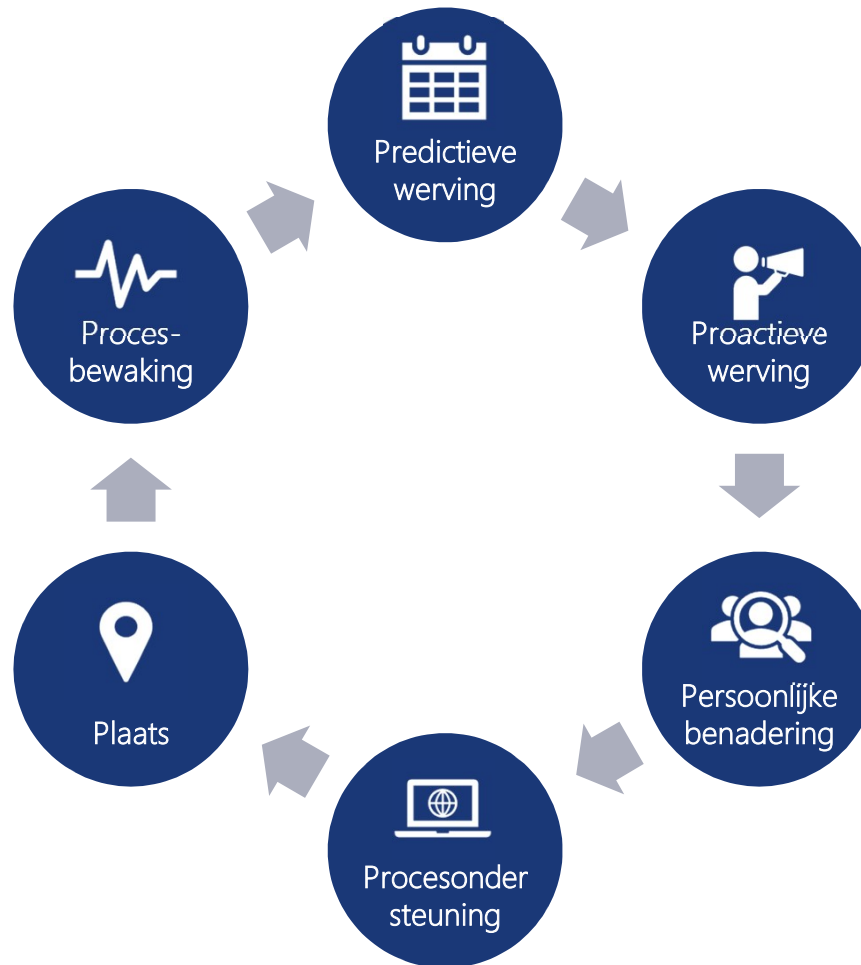 Predictieve
werving
Proactieve
werving
Persoonlijke
benadering
Procesonder
steuning
Plaats
Proces-
bewaking